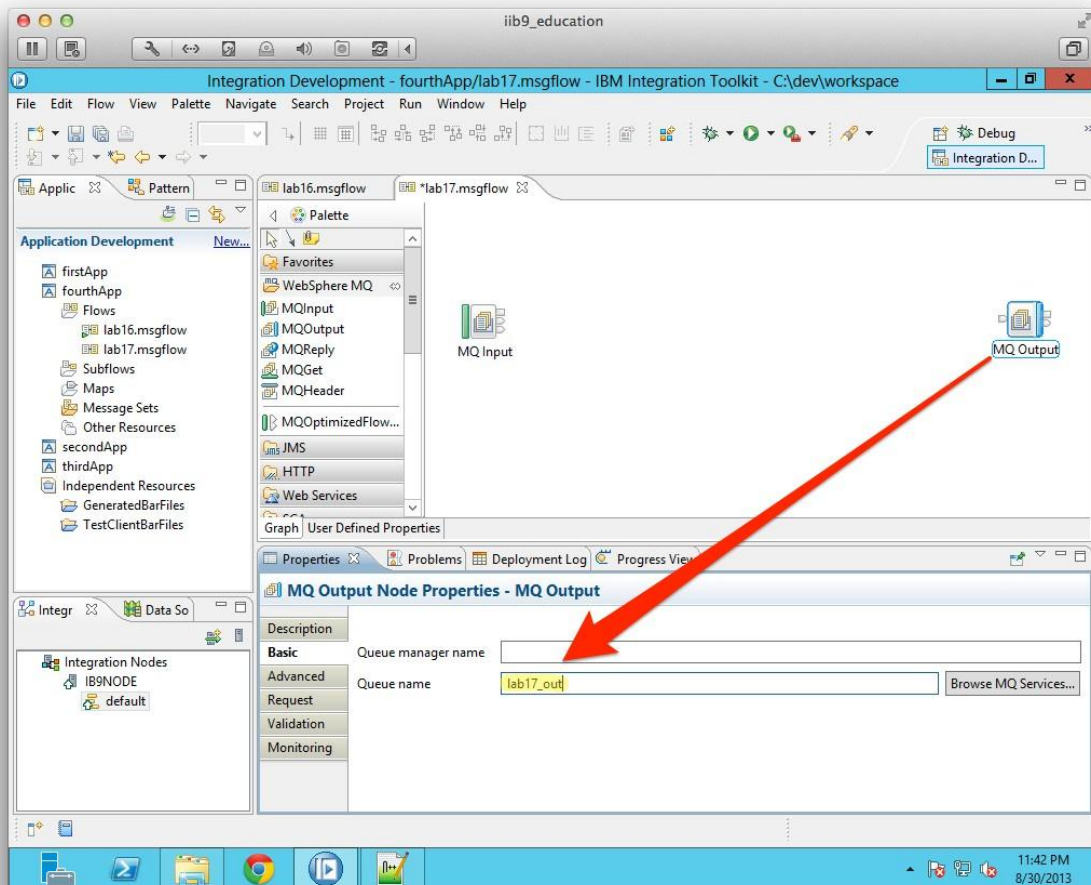 iib9_education
Integration Development - fourthApp/lab17.msgflow - IBM Integration Toolkit - C:\dev\workspace
File Edit Flow View Palette Navigate Search Project Run Window Help
Debug
Integration D...
Applic
Pattern
lab16.msgflow
*lab17.msgflow
Application Development
New...
firstApp
fourthApp
Flows
lab16.msgflow
lab17.msgflow
Subflows
Maps
Message Sets
Other Resources
secondApp
thirdApp
Independent Resources
GeneratedBarFiles
TestClientBarFiles
Palette
Favorites
WebSphere MQ
MQInput
MQOutput
MQReply
MQGet
MQHeader
MQOptimizedFlow...
JMS
HTTP
Web Services
MQ Input
MQ Output
Graph User Defined Properties
Properties Problems Deployment Log Progress View
MQ Output Node Properties - MQ Output
Description
Basic
Advanced
Request
Validation
Monitoring
Queue manager name
Queue name lab17_out Browse MQ Services...
Integr Data So
Integration Nodes
IB9NODE
default
11:42 PM
8/30/2013